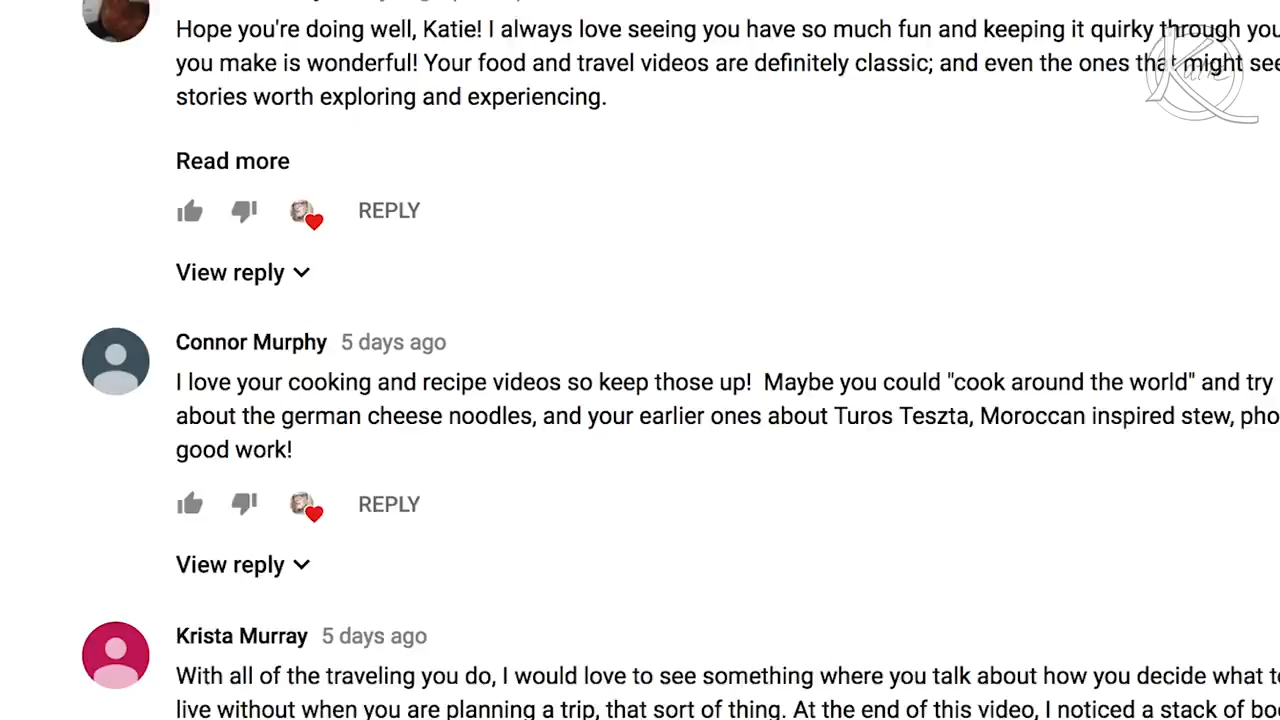 Hope you're doing well, Katie! I always love seeing you have so much fun and keeping it quirky through
you make is wonderful! Your food and travel videos are definitely classic; and even the ones that might
stories worth exploring and experiencing.
Read more
REPLY
View reply
Connor Murphy 5 days ago
I love your cooking and recipe videos so keep those up!  Maybe you could "cook around the world" and try
about the german cheese noodles, and your earlier ones about Turos Teszta, Moroccan inspired stew, pho
good work!
REPLY
View reply
Krista Murray 5 days ago
With all of the traveling you do, I would love to see something where you talk about how you decide what
live without when you are planning a trip, that sort of thing. At the end of this video, I noticed a stack of